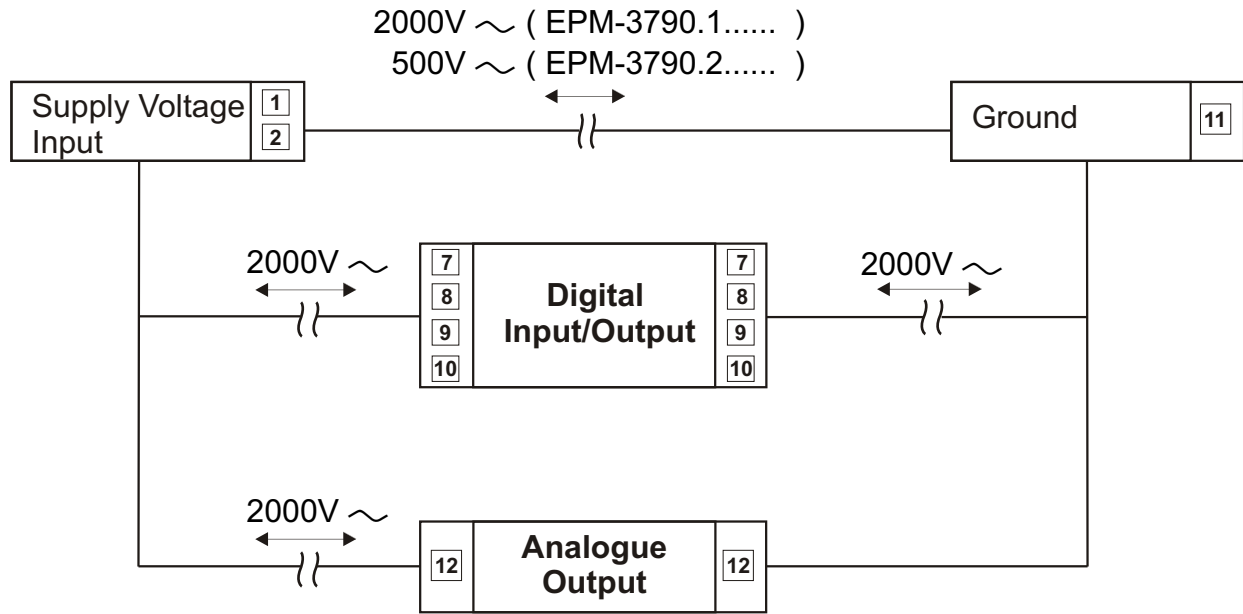 2000V ~ ( EPM-3790.1...... )
500V ~ ( EPM-3790.2...... )
Supply Voltage
Input
1
2
Ground
11
2000V ~
7
8
9
10
Digital
Input/Output
7
8
9
10
2000V ~
2000V ~
12
Analogue
Output
12